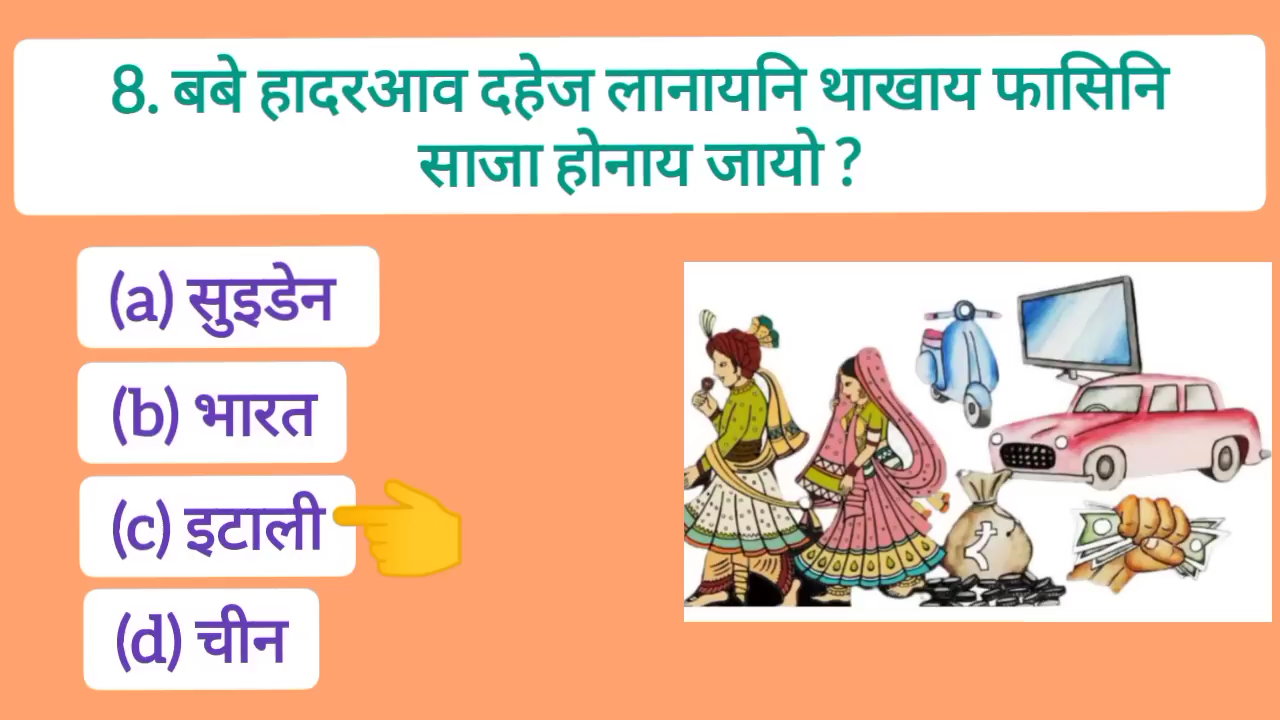 8. बबे हादरआव दहेज लानायनि थाखाय फासिनि
साजा होनाय जायो ?
(a) सुइडेन
(b) भारत
(c) इटाली
(d) चीन
₹